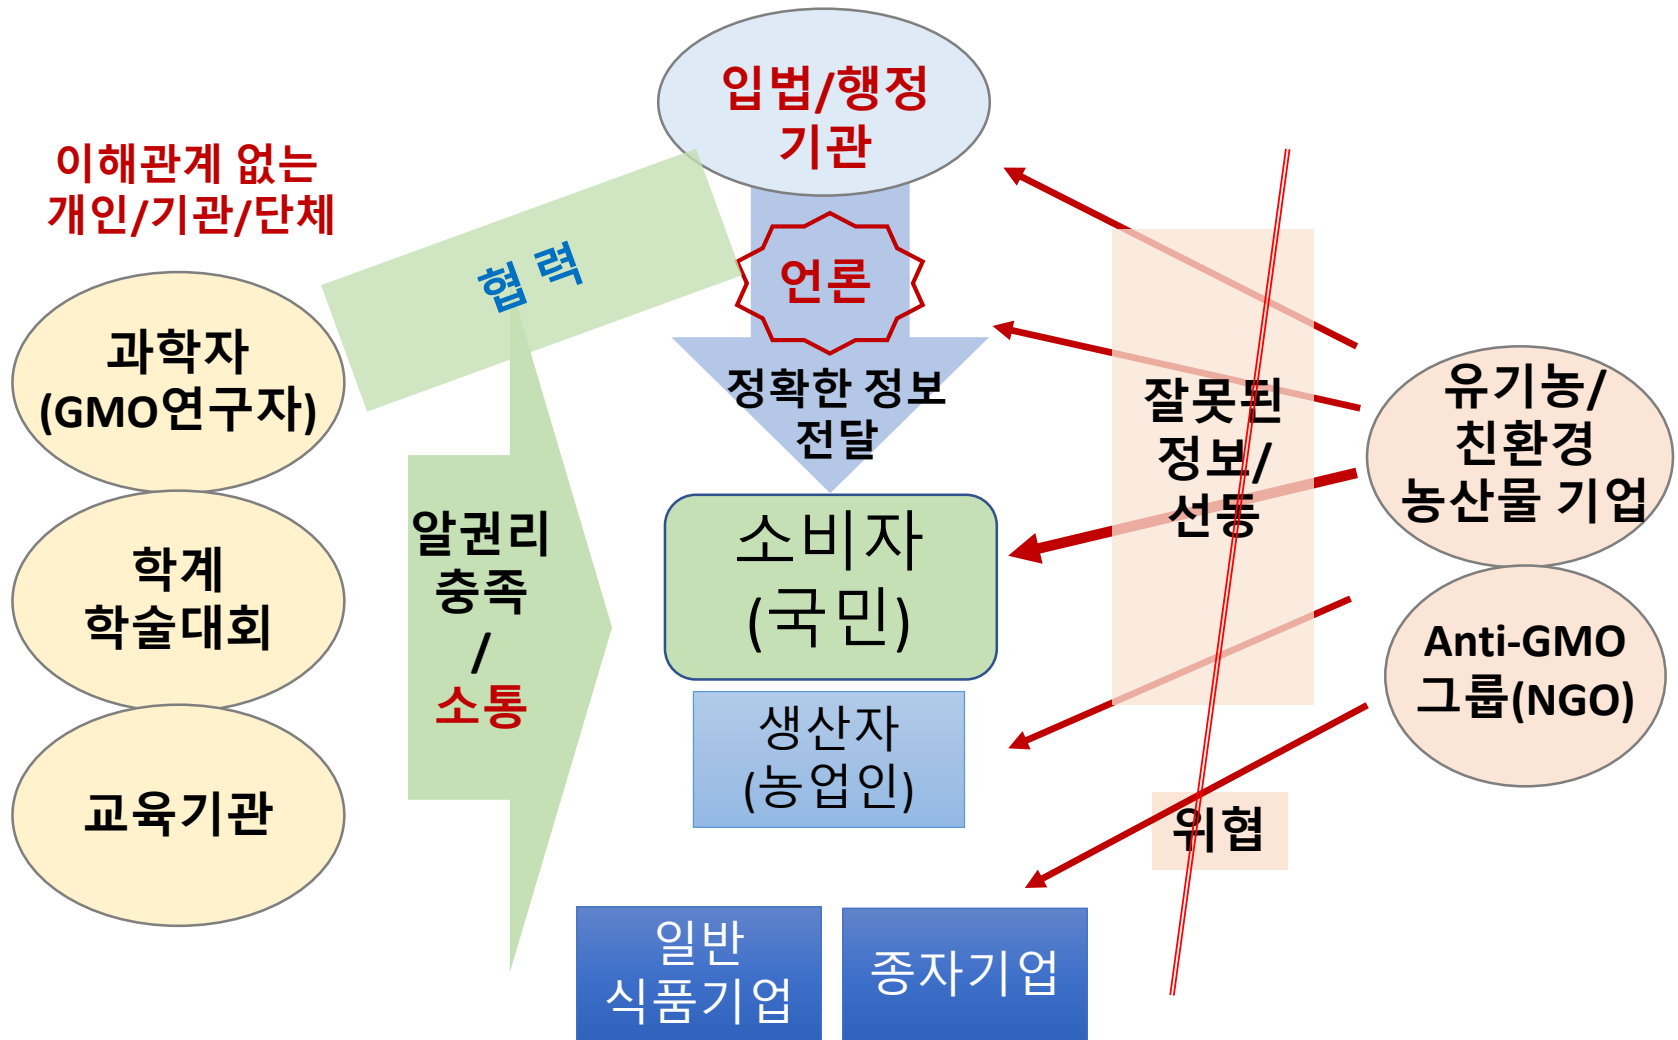 입법/행정
기관
이해관계 없는
개인/기관/단체
협 력
언론
과학자
(GMO연구자)
정확한 정보
전달
잘못된
정보/
선동
유기농/
친환경
농산물 기업
알권리
충족
/
소통
소비자
(국민)
학계
학술대회
Anti-GMO
그룹(NGO)
생산자
(농업인)
교육기관
위협
일반
식품기업
종자기업